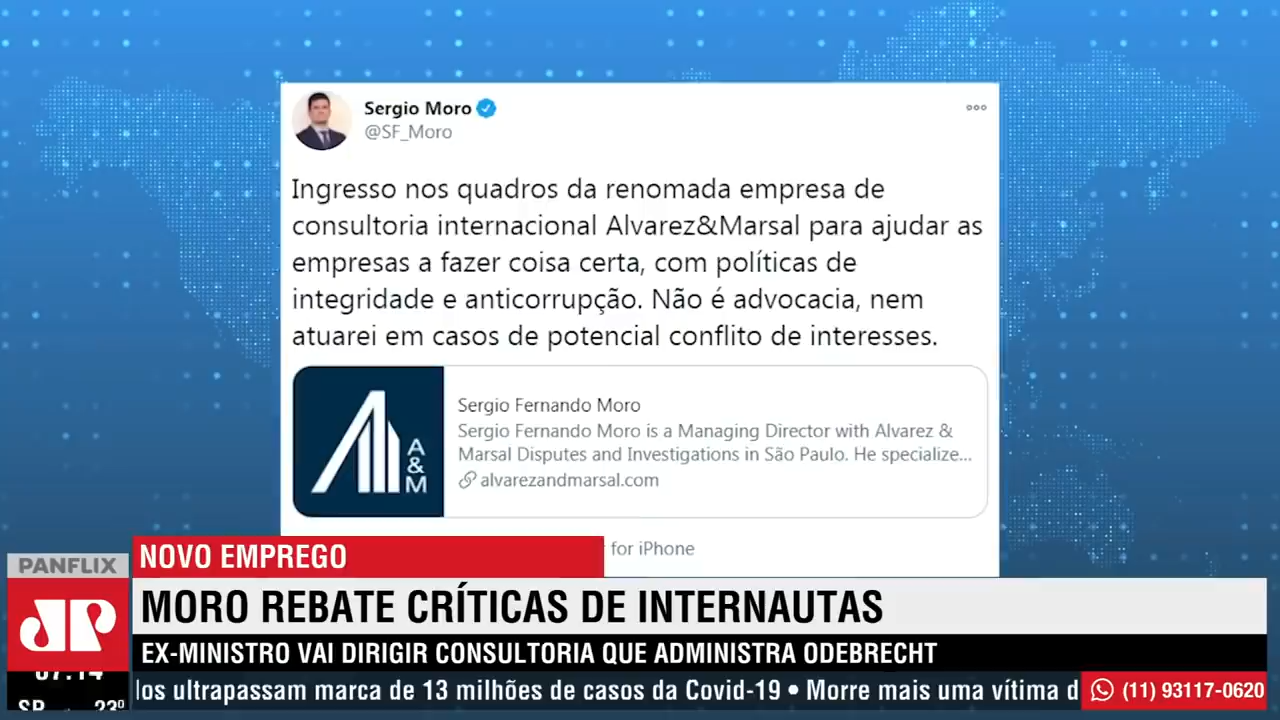 Sergio Moro
@SF_Moro
Ingresso nos quadros da renomada empresa de
consultoria internacional Alvarez&Marsal para ajudar as
empresas a fazer coisa certa, com políticas de
integridade e anticorrupção. Não é advocacia, nem
atuarei em casos de potencial conflito de interesses.
A&M
Sergio Fernando Moro
Sergio Fernando Moro is a Managing Director with Alvarez &
Marsal Disputes and Investigations in São Paulo. He specialize...
alvarezandmarsal.com
for iPhone
PANFLIX
NOVO EMPREGO
JP
MORO REBATE CRÍTICAS DE INTERNAUTAS
EX-MINISTRO VAI DIRIGIR CONSULTORIA QUE ADMINISTRA ODEBRECHT
07:14
SP 23º
los ultrapassam marca de 13 milhões de casos da Covid-19 • Morre mais uma vítima d
(11) 93117-0620